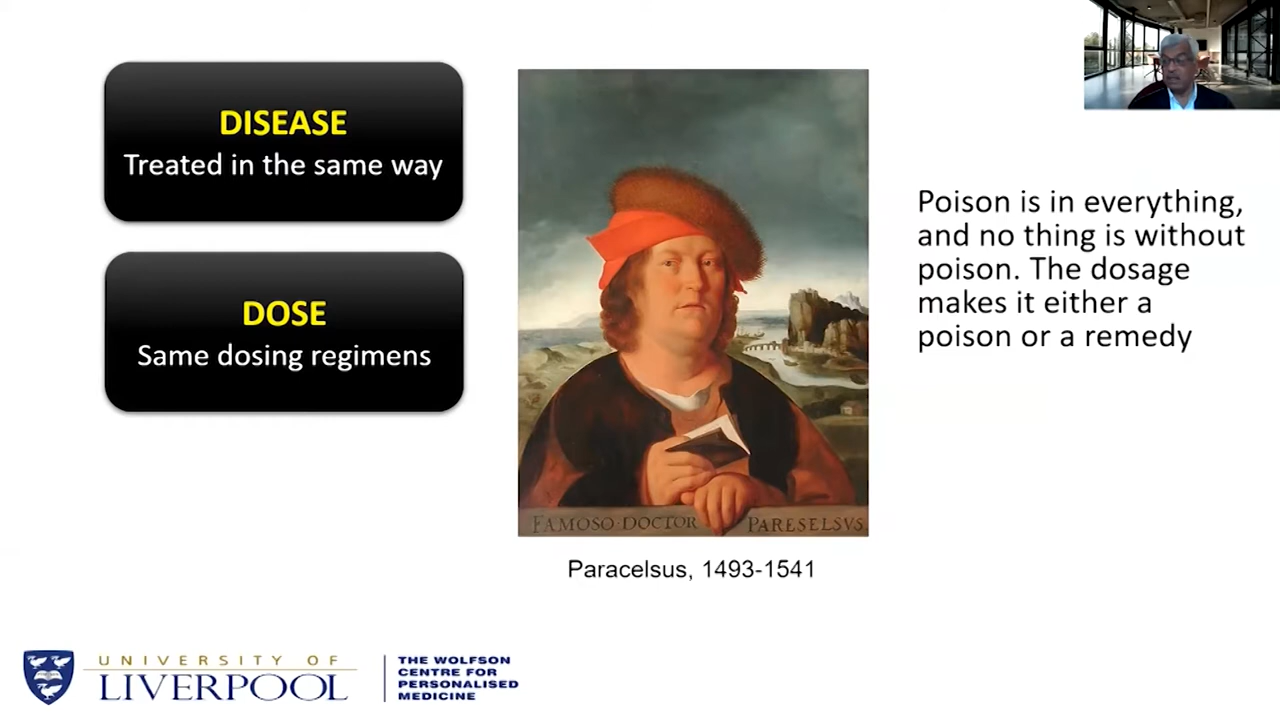 DISEASE
Treated in the same way
DOSE
Same dosing regimens
FAMOSO DOCTOR PARESELSVS
Paracelsus, 1493-1541
Poison is in everything,
and no thing is without
poison. The dosage
makes it either a
poison or a remedy
UNIVERSITY OF
LIVERPOOL
THE WOLFSON
CENTRE FOR
PERSONALISED
MEDICINE